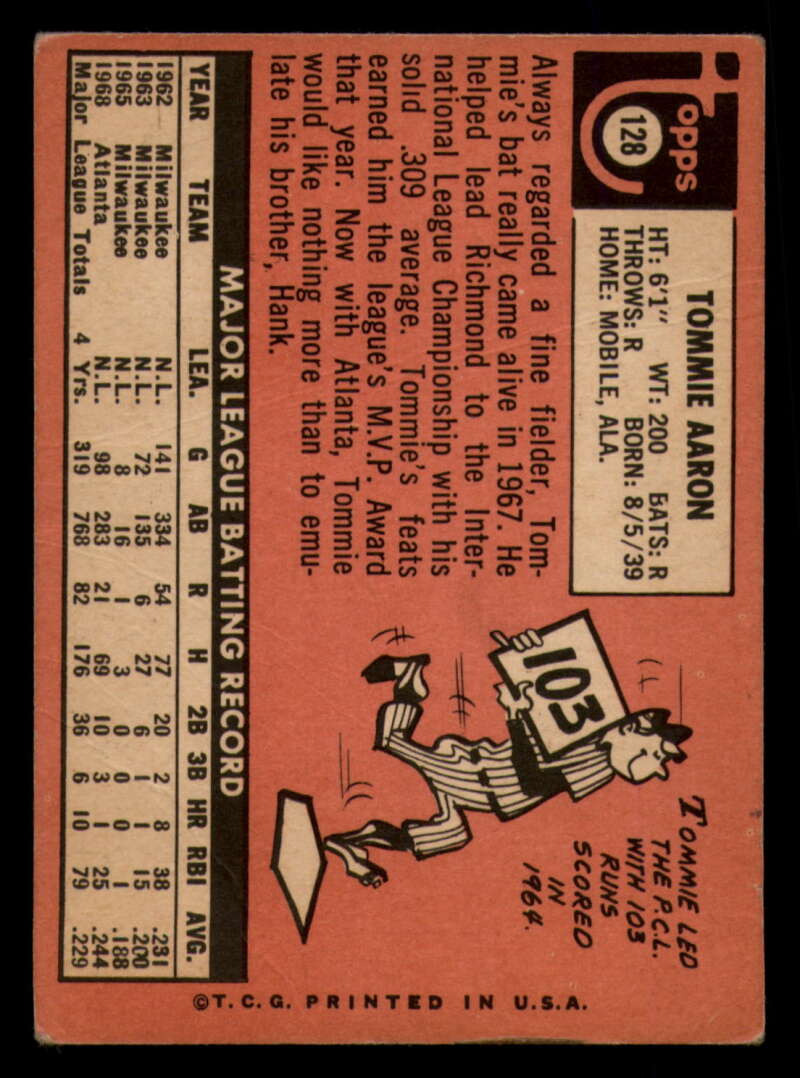 Topps
128
TOMMIE AARON
HT: 6'1" WT: 200 BATS: R
THROWS: R BORN: 8/5/39
HOME: MOBILE, ALA.
Always regarded a fine fielder, Tom-
mie's bat really came alive in 1967. He
helped lead Richmond to the Inter-
national League Championship with his
solid .309 average. Tommie's feats
earned him the league's M.V.P. Award
that year. Now with Atlanta, Tommie
would like nothing more than to emu-
late his brother, Hank.
103
TOMMIE LED
THE P.C.L.
WITH 103
RUNS
SCORED
IN
1964.
MAJOR LEAGUE BATTING RECORD
YEAR TEAM LEA. G AB R H 2B 3B HR RBI AVG.
1962 Milwaukee N.L. 141 334 54 77 20 2 8 38 .231
1963 Milwaukee N.L. 72 135 6 27 6 1 1 15 .200
1965 Milwaukee N.L. 8 16 1 3 0 0 0 1 .188
1968 Atlanta N.L. 98 283 21 69 10 3 1 25 .244
Major League Totals 4 Yrs. 319 768 82 176 36 6 10 79 .229
©T.C.G. PRINTED IN U.S.A.